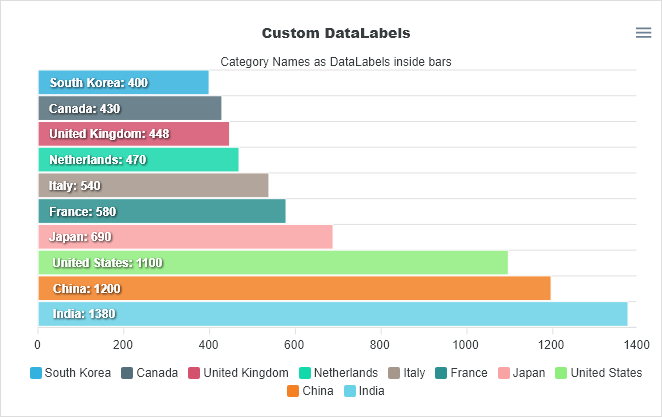 Custom DataLabels
Category Names as DataLabels inside bars
South Korea: 400
Canada: 430
United Kingdom: 448
Netherlands: 470
Italy: 540
France: 580
Japan: 690
United States: 1100
China: 1200
India: 1380
0 200 400 600 800 1000 1200 1400
South Korea Canada United Kingdom Netherlands Italy France Japan United States
China India